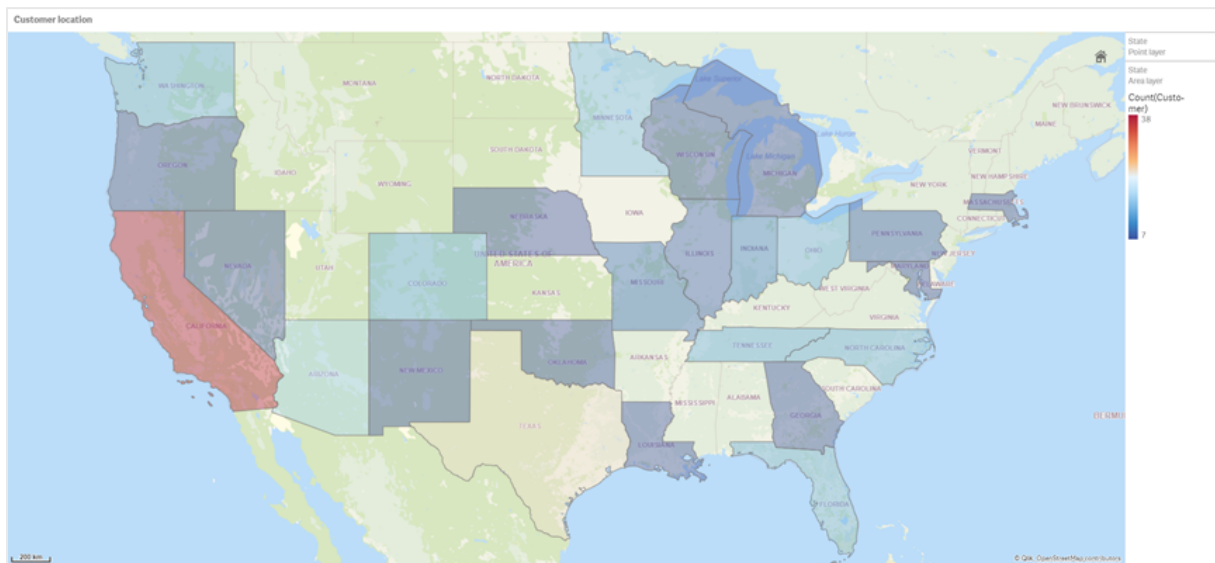 Customer location
State
Point layer
State
Area layer
Count(Custo-
mer)
38
7
WASHINGTON
MONTANA
NORTH DAKOTA
MINNESOTA
Lake Superior
NEW BRUNSWICK
MAINE
Lake Huron
OREGON
IDAHO
SOUTH DAKOTA
WISCONSIN
Lake Michigan
MICHIGAN
VERMONT
NEW HAMPSHIRE
WYOMING
NEW YORK
MASSACHUSETTS
CONNECTICUT
IOWA
NEBRASKA
PENNSYLVANIA
NEVADA
UTAH
UNITED STATES OF
AMERICA
ILLINOIS
INDIANA
OHIO
NEW JERSEY
MARYLAND
DELAWARE
COLORADO
KANSAS
MISSOURI
WEST VIRGINIA
KENTUCKY
VIRGINIA
CALIFORNIA
TENNESSEE
NORTH CAROLINA
ARIZONA
NEW MEXICO
OKLAHOMA
ARKANSAS
SOUTH CAROLINA
MISSISSIPPI
ALABAMA
GEORGIA
BERMU
TEXAS
LOUISIANA
FLORIDA
200 km
© Qlik, OpenStreetMap contributors